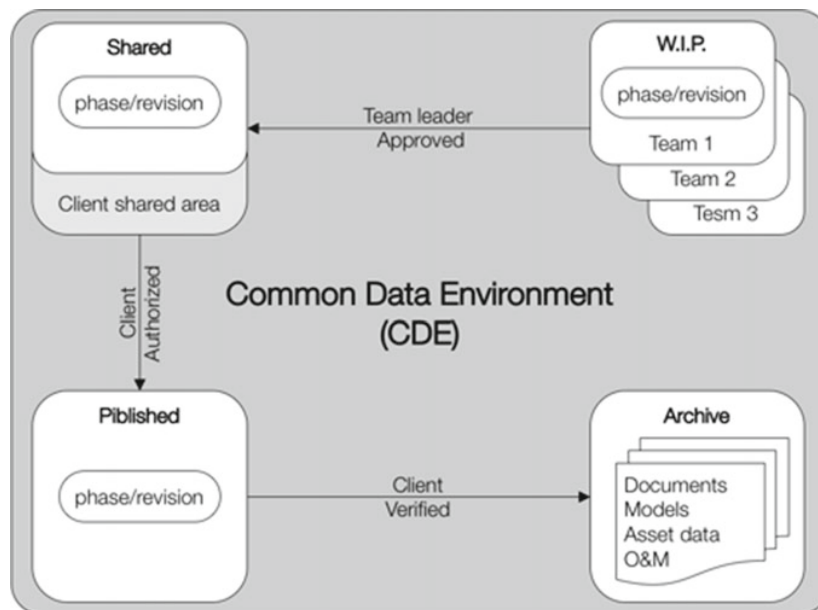 Shared
phase/revision
Client shared area
W.I.P.
phase/revision
Team 1
Team 2
Tesm 3
Team leader
Approved
Client
Authorized
Common Data Environment
(CDE)
Piblished
phase/revision
Client
Verified
Archive
Documents
Models
Asset data
O&M